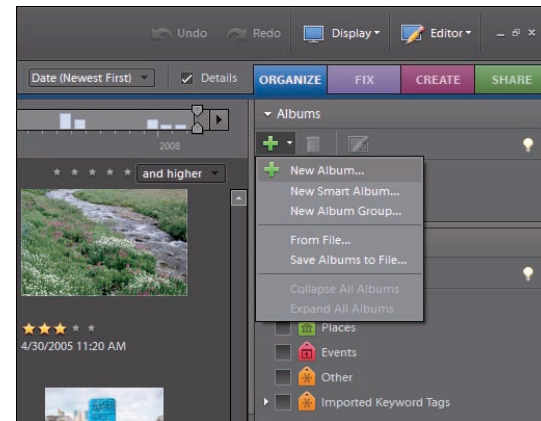 Undo Redo Display Editor
Date (Newest First) Details ORGANIZE FIX CREATE SHARE
Albums
2008
and higher
New Album...
New Smart Album...
New Album Group...
From File...
Save Albums to File...
Collapse All Albums
Expand All Albums
Places
4/30/2005 11:20 AM
Events
Other
Imported Keyword Tags